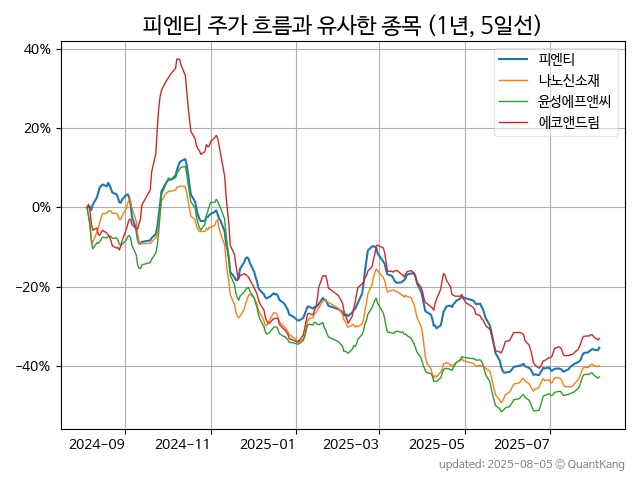 피엔티 주가 흐름과 유사한 종목 (1년, 5일선)
40%
20%
0%
−20%
−40%
피엔티
나노신소재
윤성에프앤씨
에코앤드림
2024-09 2024-11 2025-01 2025-03 2025-05 2025-07
updated: 2025-08-05 © QuantKang